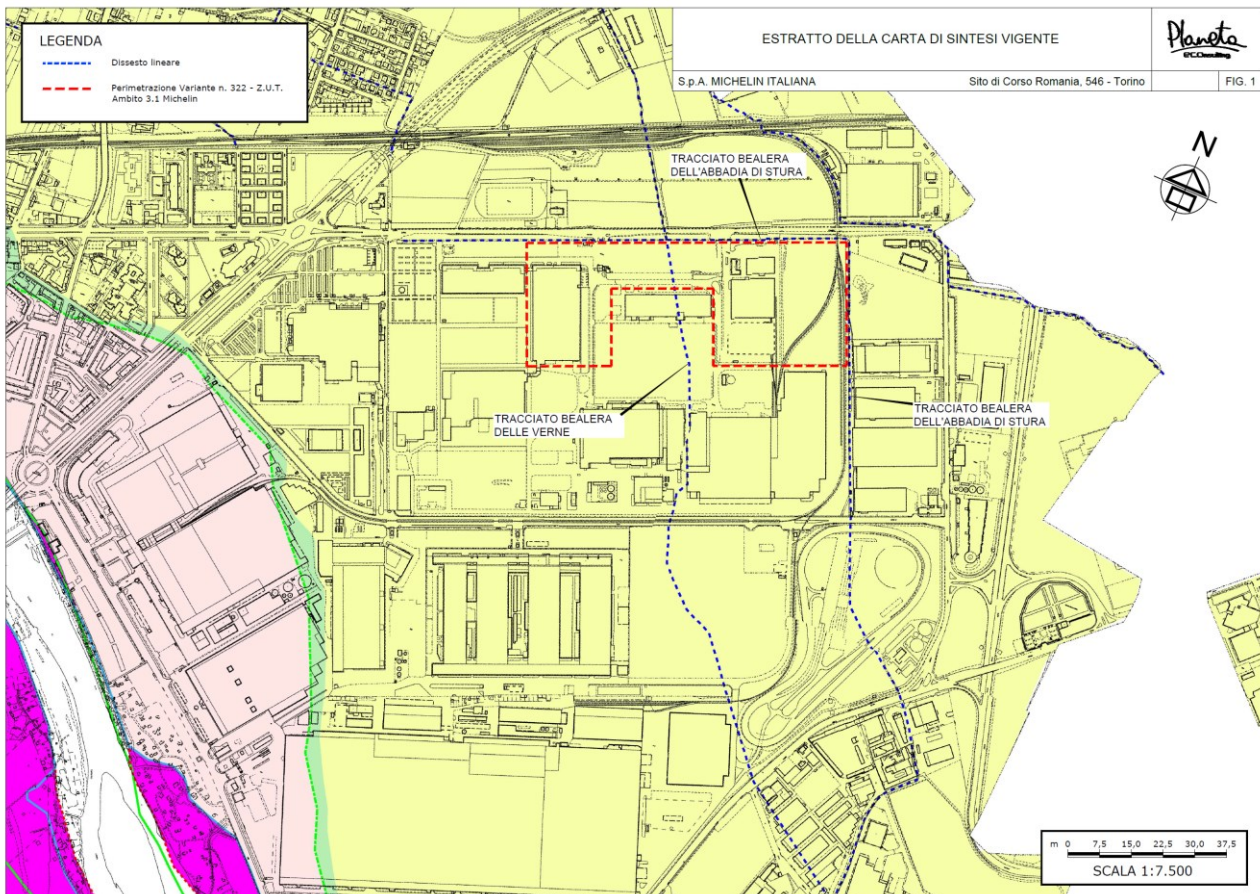 LEGENDA
Dissesto lineare
Perimetrazione Variante n. 322 - Z.U.T.
Ambito 3.1 Michelin
ESTRATTO DELLA CARTA DI SINTESI VIGENTE
Planeta
S.p.A. MICHELIN ITALIANA
Sito di Corso Romania, 546 - Torino
FIG. 1
N
TRACCIATO BEALERA
DELL'ABBADIA DI STURA
TRACCIATO BEALERA
DELLE VERNE
TRACCIATO BEALERA
DELL'ABBADIA DI STURA
m 0 7,5 15,0 22,5 30,0 37,5
SCALA 1:7.500